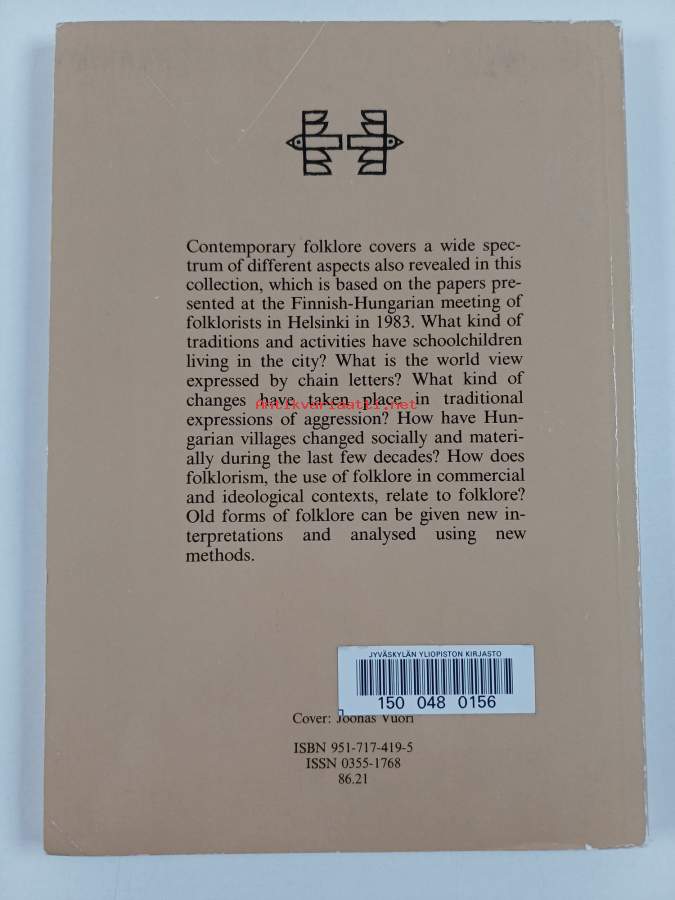 Contemporary folklore covers a wide spec-
trum of different aspects also revealed in this
collection, which is based on the papers pre-
sented at the Finnish-Hungarian meeting of
folklorists in Helsinki in 1983. What kind of
traditions and activities have schoolchildren
living in the city? What is the world view
expressed by chain letters? What kind of
changes have taken place in traditional
Antikvariaatti.net
expressions of aggression? How have Hun-
garian villages changed socially and materi-
ally during the last few decades? How does
folklorism, the use of folklore in commercial
and ideological contexts, relate to folklore?
Old forms of folklore can be given new in-
terpretations and analysed using new
methods.
JYVÄSKYLÄN YLIOPISTON KIRJASTO
150 048 0156
Cover: Joonas Vuori
ISBN 951-717-419-5
ISSN 0355-1768
86.21